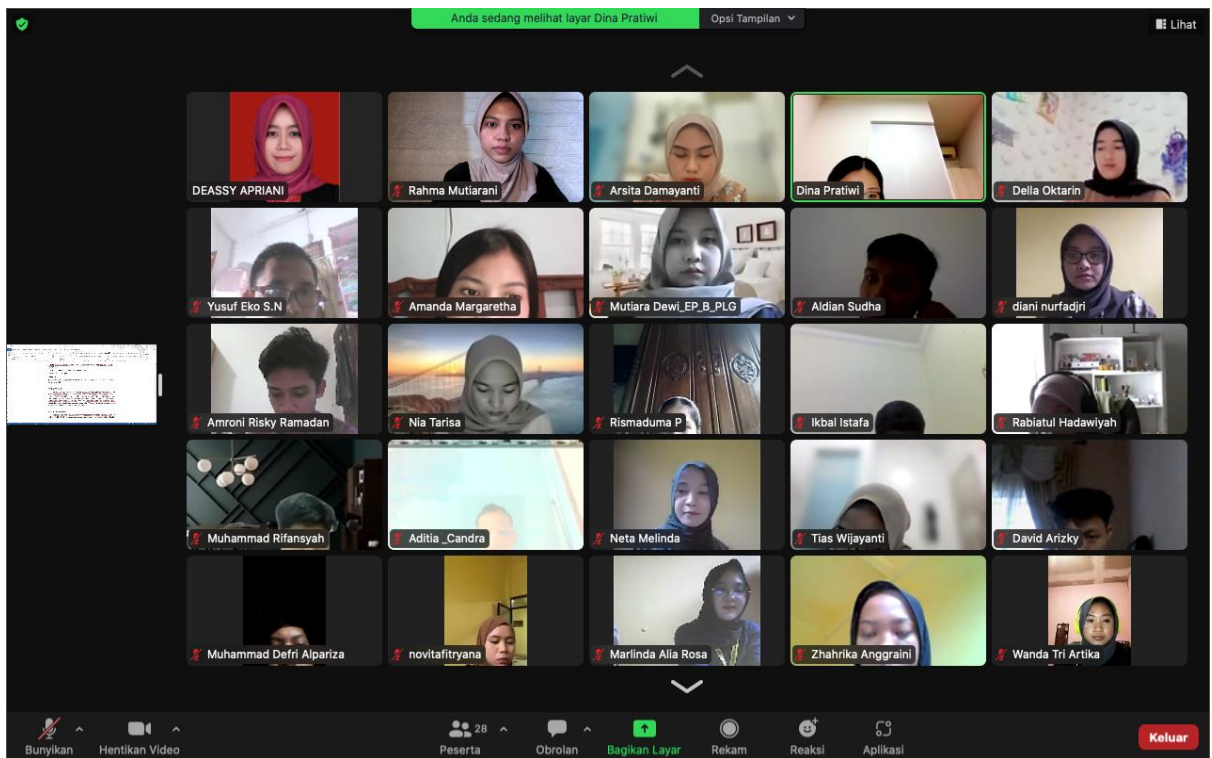 Anda sedang melihat layar Dina Pratiwi
Opsi Tampilan
Lihat
DEASSY APRIANI
Rahma Mutiarani
Arsita Damayanti
Dina Pratiwi
Della Oktarin
Yusuf Eko S.N
Amanda Margaretha
Mutiara Dewi_EP_B_PLG
Aldian Sudha
diani nurfadjri
Amroni Risky Ramadan
Nia Tarisa
Rismaduma P
Ikbal Istafa
Rabiatul Hadawiyah
Muhammad Rifansyah
Aditia _Candra
Neta Melinda
Tias Wijayanti
David Arizky
Muhammad Defri Alpariza
novitafitryana
Marlinda Alia Rosa
Zhahrika Anggraini
Wanda Tri Artika
Bunyikan
Hentikan Video
28
Peserta
Obrolan
Bagikan Layar
Rekam
Reaksi
Aplikasi
Keluar